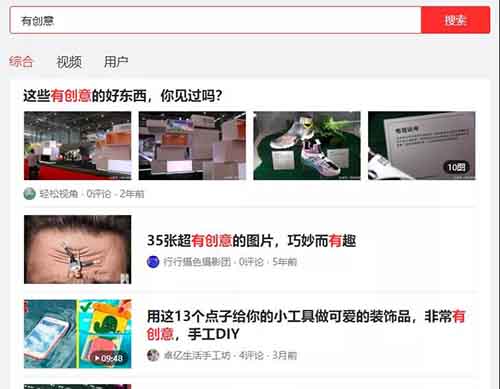 有创意
搜索
综合 视频 用户
这些有创意的好东西，你见过吗？
10图
轻松视角 · 0评论 · 2年前
35张超有创意的图片，巧妙而有趣
行行摄色摄影团 · 0评论 · 5年前
用这13个点子给你的小工具做可爱的装饰品，非常有
创意，手工DIY
09:48
卓亿生活手工坊 · 4评论 · 3月前